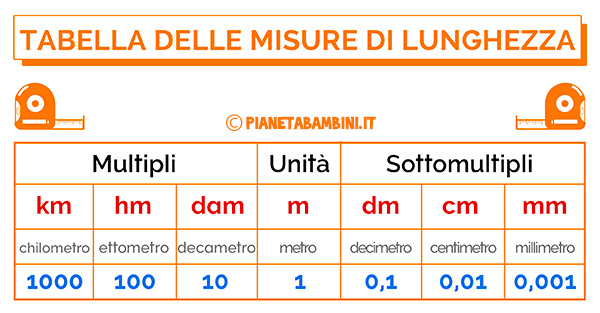 TABELLA DELLE MISURE DI LUNGHEZZA
© PIANETABAMBINI.IT
Multipli Unità Sottomultipli
km hm dam m dm cm mm
chilometro ettometro decametro metro decimetro centimetro millimetro
1000 100 10 1 0,1 0,01 0,001